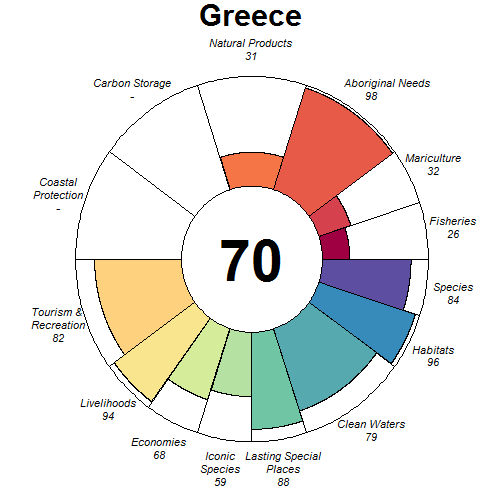 Greece
Natural Products
31
Carbon Storage
-
Aboriginal Needs
98
Mariculture
32
Coastal
Protection
-
Fisheries
26
70
Species
84
Tourism &
Recreation
82
Habitats
96
Livelihoods
94
Clean Waters
79
Economies
68
Iconic
Species
59
Lasting Special
Places
88